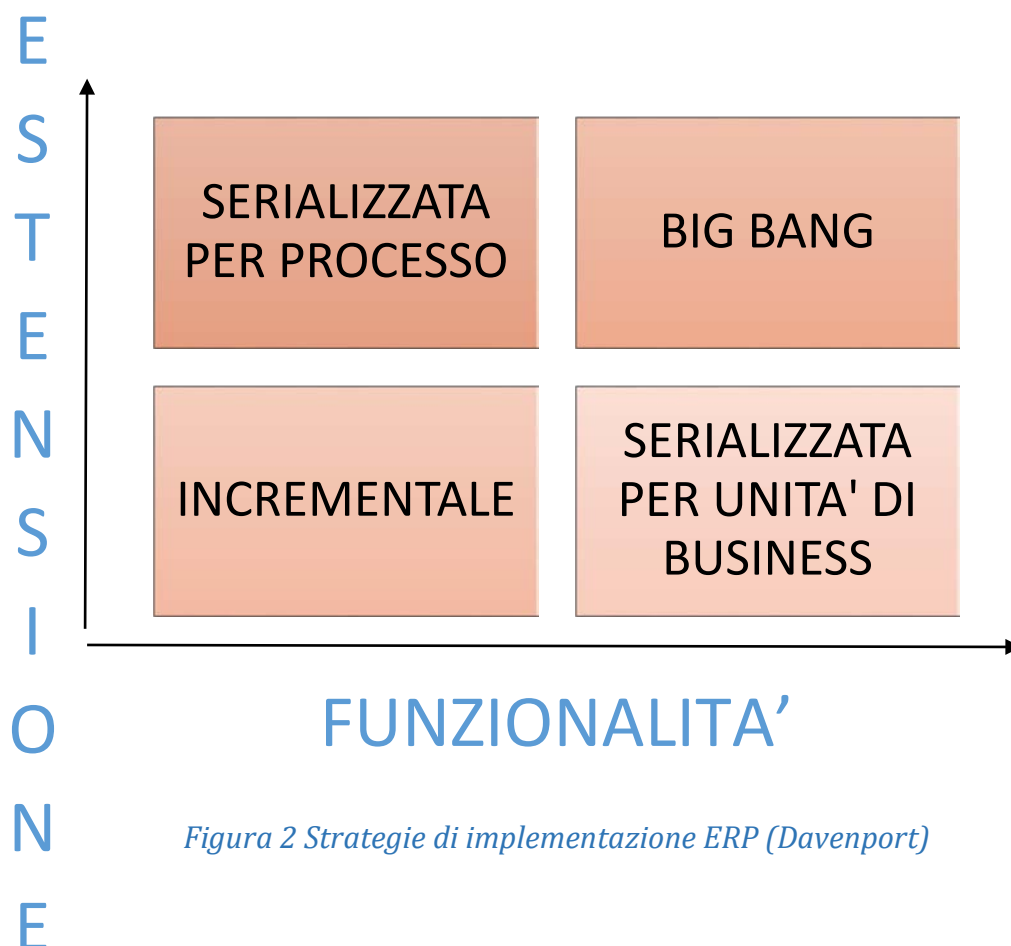 ESTENSIONE
SERIALIZZATA
PER PROCESSO
BIG BANG
INCREMENTALE
SERIALIZZATA
PER UNITA' DI
BUSINESS
FUNZIONALITA’
Figura 2 Strategie di implementazione ERP (Davenport)